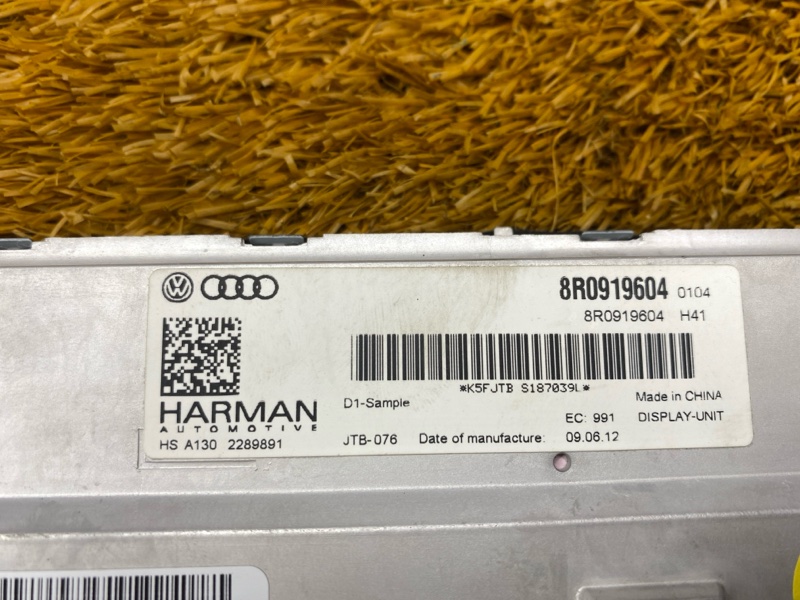 8R0919604 0104
8R0919604 H41
*K5FJTB S187039L*
D1-Sample
Made in CHINA
HARMAN
AUTOMOTIVE
EC: 991 DISPLAY-UNIT
HS A130 2289891 JTB-076 Date of manufacture: 09.06.12